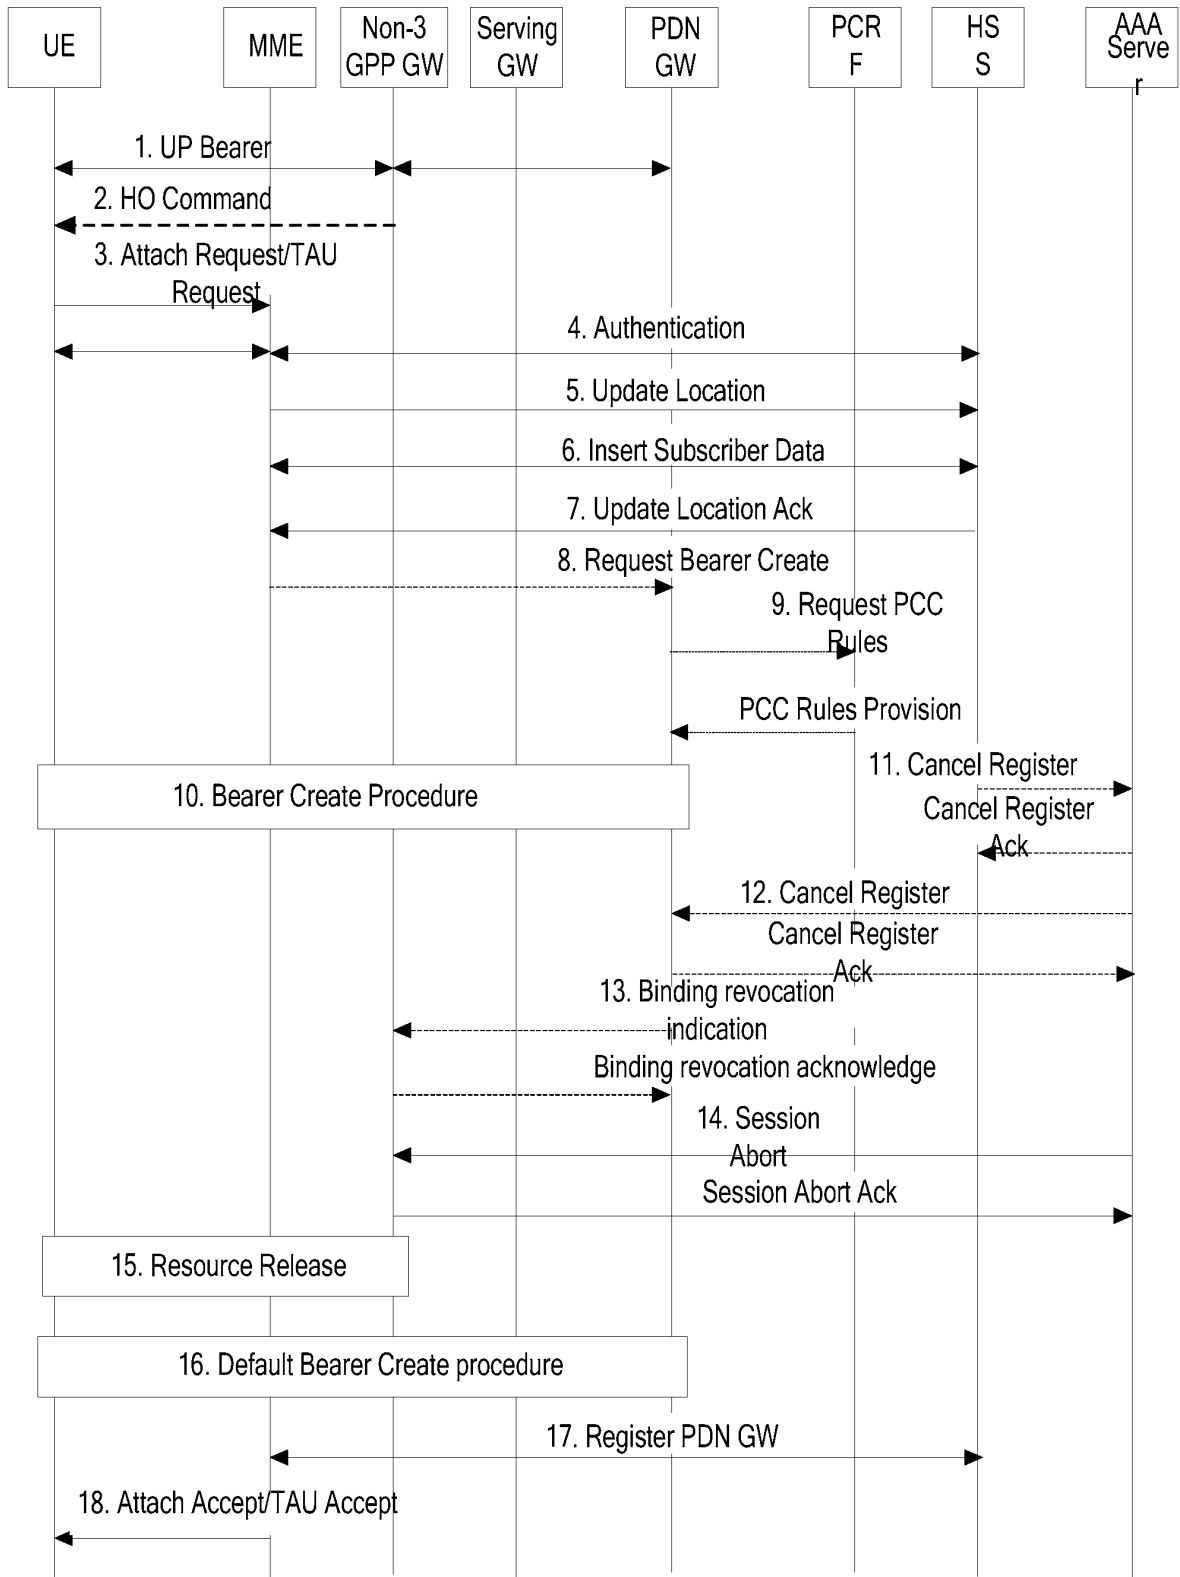 UE
MME
Non-3
GPP GW
Serving
GW
PDN
GW
PCR
F
HS
S
AAA
Serve
r
1. UP Bearer
2. HO Command
3. Attach Request/TAU
Request
4. Authentication
5. Update Location
6. Insert Subscriber Data
7. Update Location Ack
8. Request Bearer Create
9. Request PCC
Rules
PCC Rules Provision
11. Cancel Register
10. Bearer Create Procedure
Cancel Register
Ack
12. Cancel Register
Cancel Register
Ack
13. Binding revocation
indication
Binding revocation acknowledge
14. Session
Abort
Session Abort Ack
15. Resource Release
16. Default Bearer Create procedure
17. Register PDN GW
18. Attach Accept/TAU Accept